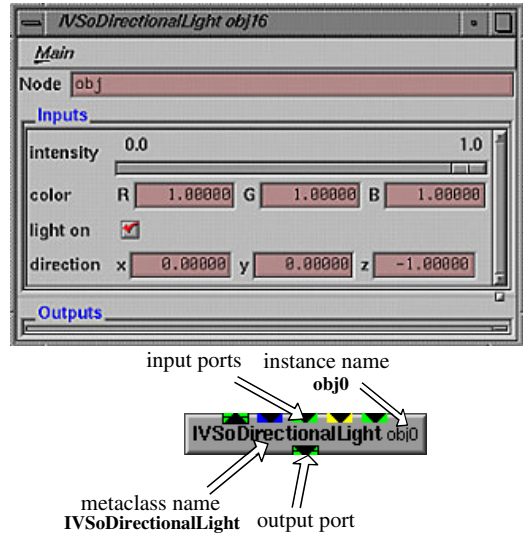 IVSoDirectionalLight obj16
Main
Node obj
Inputs
intensity 0.0 1.0
color R 1.00000 G 1.00000 B 1.00000
light on
direction x 0.00000 y 0.00000 z -1.00000
Outputs
input ports instance name
obj0
IVSoDirectionalLight obj0
metaclass name
IVSoDirectionalLight output port